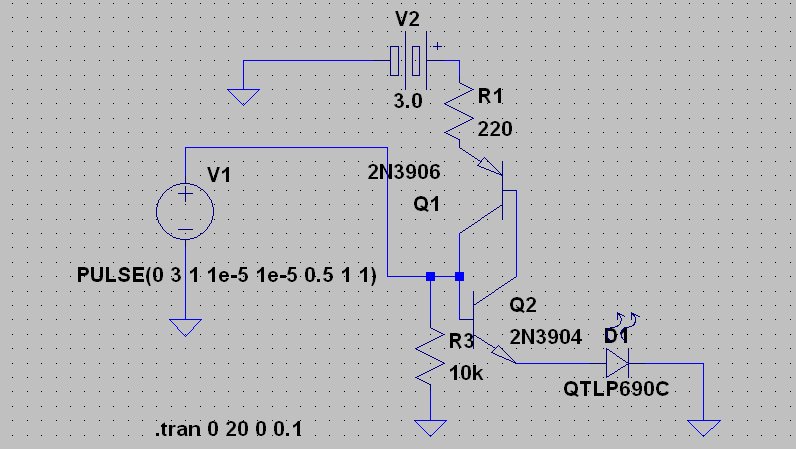 V2
+
3.0
R1
220
2N3906
Q1
V1
+
−
PULSE(0 3 1 1e-5 1e-5 0.5 1 1)
Q2
2N3904
R3
10k
D1
QTLP690C
.tran 0 20 0 0.1